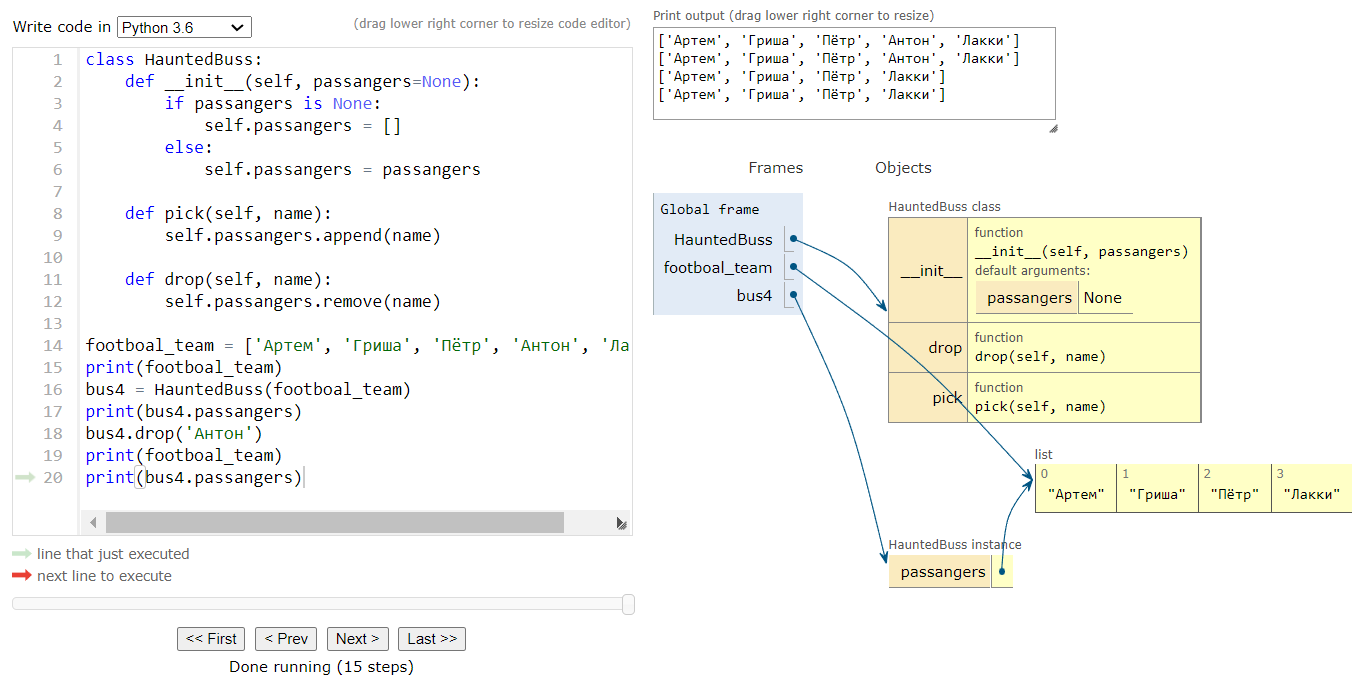 Write code in Python 3.6
(drag lower right corner to resize code editor)
1 class HauntedBuss:
2     def __init__(self, passangers=None):
3         if passangers is None:
4             self.passangers = []
5         else:
6             self.passangers = passangers
7
8     def pick(self, name):
9         self.passangers.append(name)
10
11     def drop(self, name):
12         self.passangers.remove(name)
13
14 footboal_team = ['Артем', 'Гриша', 'Пётр', 'Антон', 'Ла
15 print(footboal_team)
16 bus4 = HauntedBuss(footboal_team)
17 print(bus4.passangers)
18 bus4.drop('Антон')
19 print(footboal_team)
20 print(bus4.passangers)
line that just executed
next line to execute
<< First < Prev Next > Last >>
Done running (15 steps)
Print output (drag lower right corner to resize)
['Артем', 'Гриша', 'Пётр', 'Антон', 'Лакки']
['Артем', 'Гриша', 'Пётр', 'Антон', 'Лакки']
['Артем', 'Гриша', 'Пётр', 'Лакки']
['Артем', 'Гриша', 'Пётр', 'Лакки']
Frames Objects
Global frame
HauntedBuss
footboal_team
bus4
HauntedBuss class
__init__
function
__init__(self, passangers)
default arguments:
passangers None
drop
function
drop(self, name)
pick
function
pick(self, name)
list
0 1 2 3
"Артем" "Гриша" "Пётр" "Лакки"
HauntedBuss instance
passangers